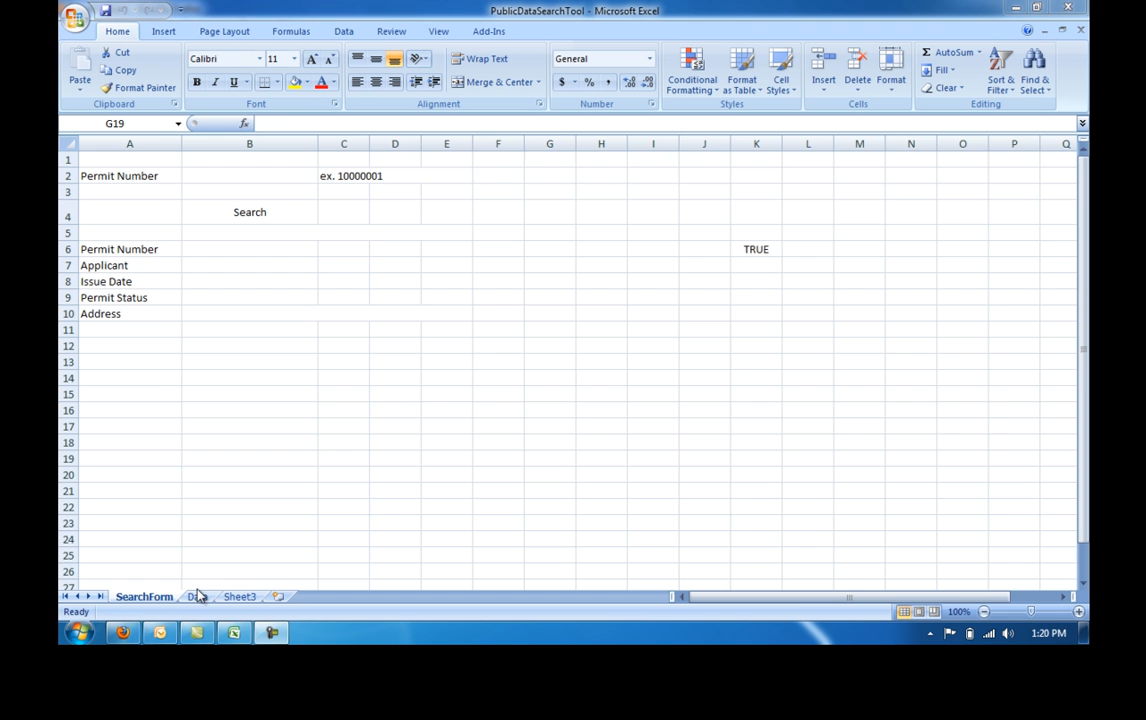 PublicDataSearchTool - Microsoft Excel
Home Insert Page Layout Formulas Data Review View Add-Ins
Cut Calibri 11 Wrap Text General AutoSum
Copy Fill
Paste Format Painter B I U A Merge & Center $ % , Conditional Formatting Format as Table Cell Styles Insert Delete Format Clear Sort & Filter Find & Select
Clipboard Font Alignment Number Styles Cells Editing
G19 fx
A B C D E F G H I J K L M N O P Q
1
2 Permit Number ex. 10000001
3
4 Search
5
6 Permit Number TRUE
7 Applicant
8 Issue Date
9 Permit Status
10 Address
11
12
13
14
15
16
17
18
19
20
21
22
23
24
25
26
27
SearchForm Sheet3
Ready 100%
1:20 PM